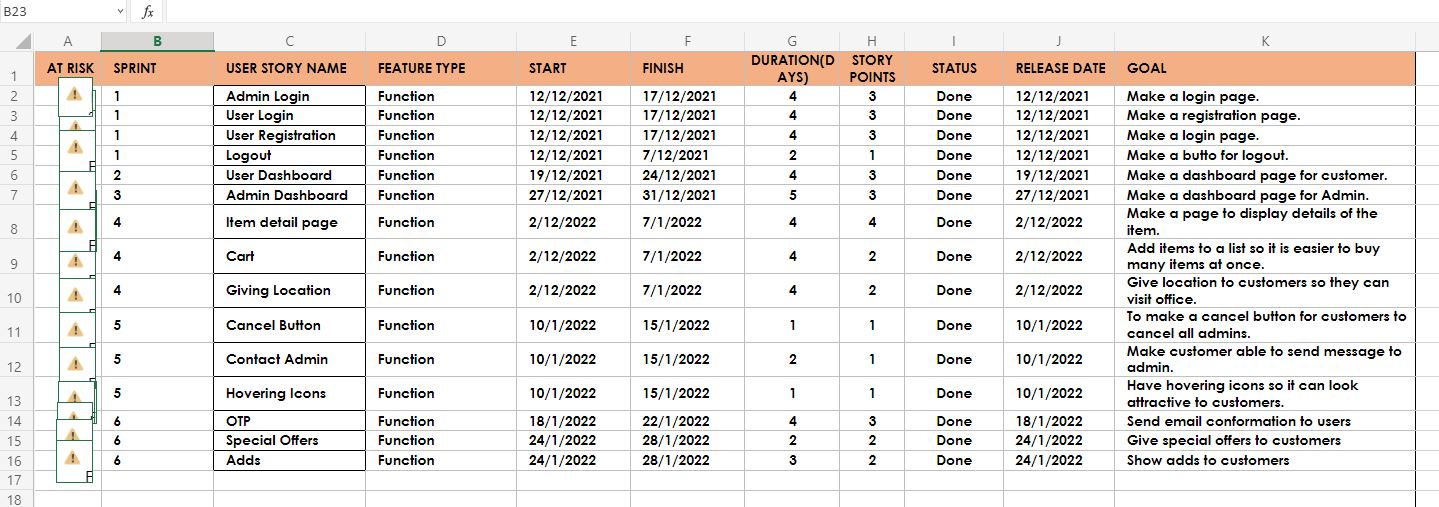 B23 fx
A B C D E F G H I J K
1 AT RISK SPRINT USER STORY NAME FEATURE TYPE START FINISH DURATION(D STORY STATUS RELEASE DATE GOAL
AYS) POINTS
2 1 Admin Login Function 12/12/2021 17/12/2021 4 3 Done 12/12/2021 Make a login page.
3 1 User Login Function 12/12/2021 17/12/2021 4 3 Done 12/12/2021 Make a registration page.
4 1 User Registration Function 12/12/2021 17/12/2021 4 3 Done 12/12/2021 Make a login page.
5 1 Logout Function 12/12/2021 7/12/2021 2 1 Done 12/12/2021 Make a butto for logout.
6 2 User Dashboard Function 19/12/2021 24/12/2021 4 3 Done 19/12/2021 Make a dashboard page for customer.
7 3 Admin Dashboard Function 27/12/2021 31/12/2021 5 3 Done 27/12/2021 Make a dashboard page for Admin.
8 4 Item detail page Function 2/12/2022 7/1/2022 4 4 Done 2/12/2022 Make a page to display details of the
item.
9 4 Cart Function 2/12/2022 7/1/2022 4 2 Done 2/12/2022 Add items to a list so it is easier to buy
many items at once.
10 4 Giving Location Function 2/12/2022 7/1/2022 4 2 Done 2/12/2022 Give location to customers so they can
visit office.
11 5 Cancel Button Function 10/1/2022 15/1/2022 1 1 Done 10/1/2022 To make a cancel button for customers to
cancel all admins.
12 5 Contact Admin Function 10/1/2022 15/1/2022 2 1 Done 10/1/2022 Make customer able to send message to
admin.
13 5 Hovering Icons Function 10/1/2022 15/1/2022 1 1 Done 10/1/2022 Have hovering icons so it can look
attractive to customers.
14 6 OTP Function 18/1/2022 22/1/2022 4 3 Done 18/1/2022 Send email conformation to users
15 6 Special Offers Function 24/1/2022 28/1/2022 2 2 Done 24/1/2022 Give special offers to customers
16 6 Adds Function 24/1/2022 28/1/2022 3 2 Done 24/1/2022 Show adds to customers
17
18